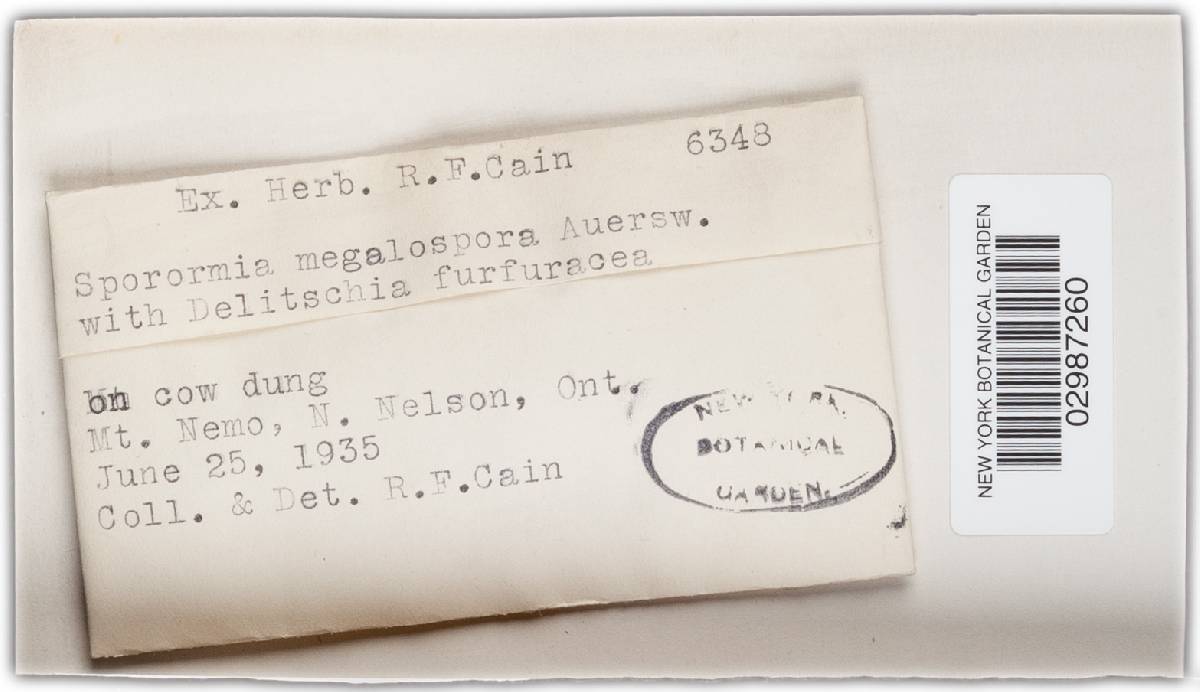 Ex. Herb. R.F.Cain 6348
Sporormia megalospora Auersw.
with Delitschia furfuracea
on cow dung
Mt. Nemo, N. Nelson, Ont.
June 25, 1935
Coll. & Det. R.F.Cain
NEW YORK
BOTANICAL
GARDEN.
NEW YORK BOTANICAL GARDEN
02987260